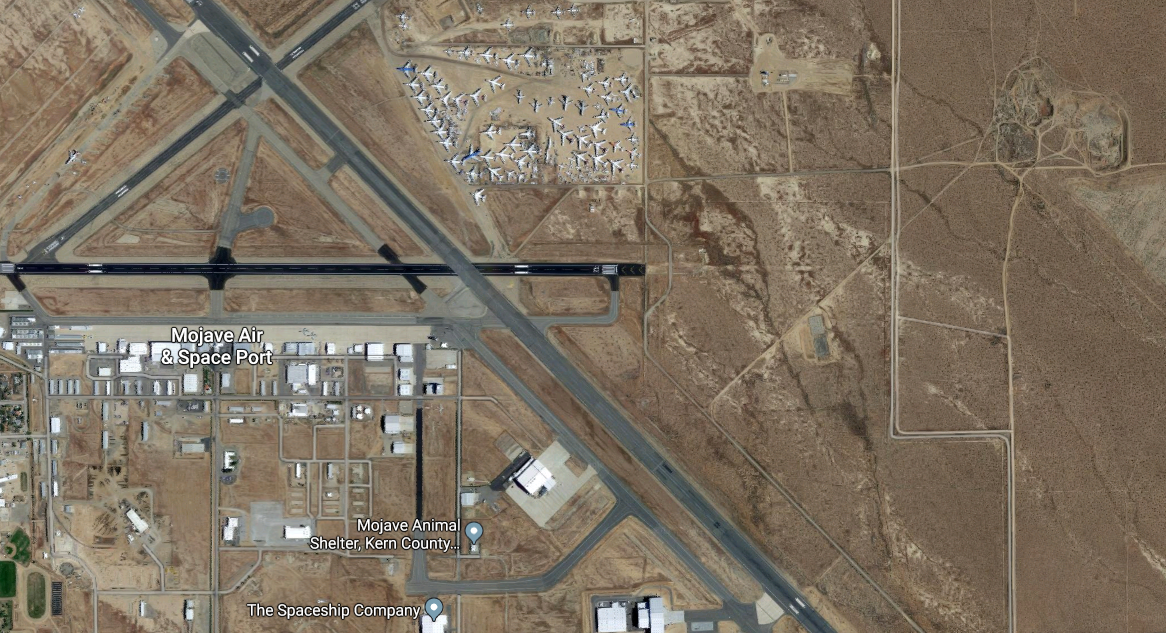 Mojave Air
& Space Port
Mojave Animal
Shelter, Kern County...
The Spaceship Company